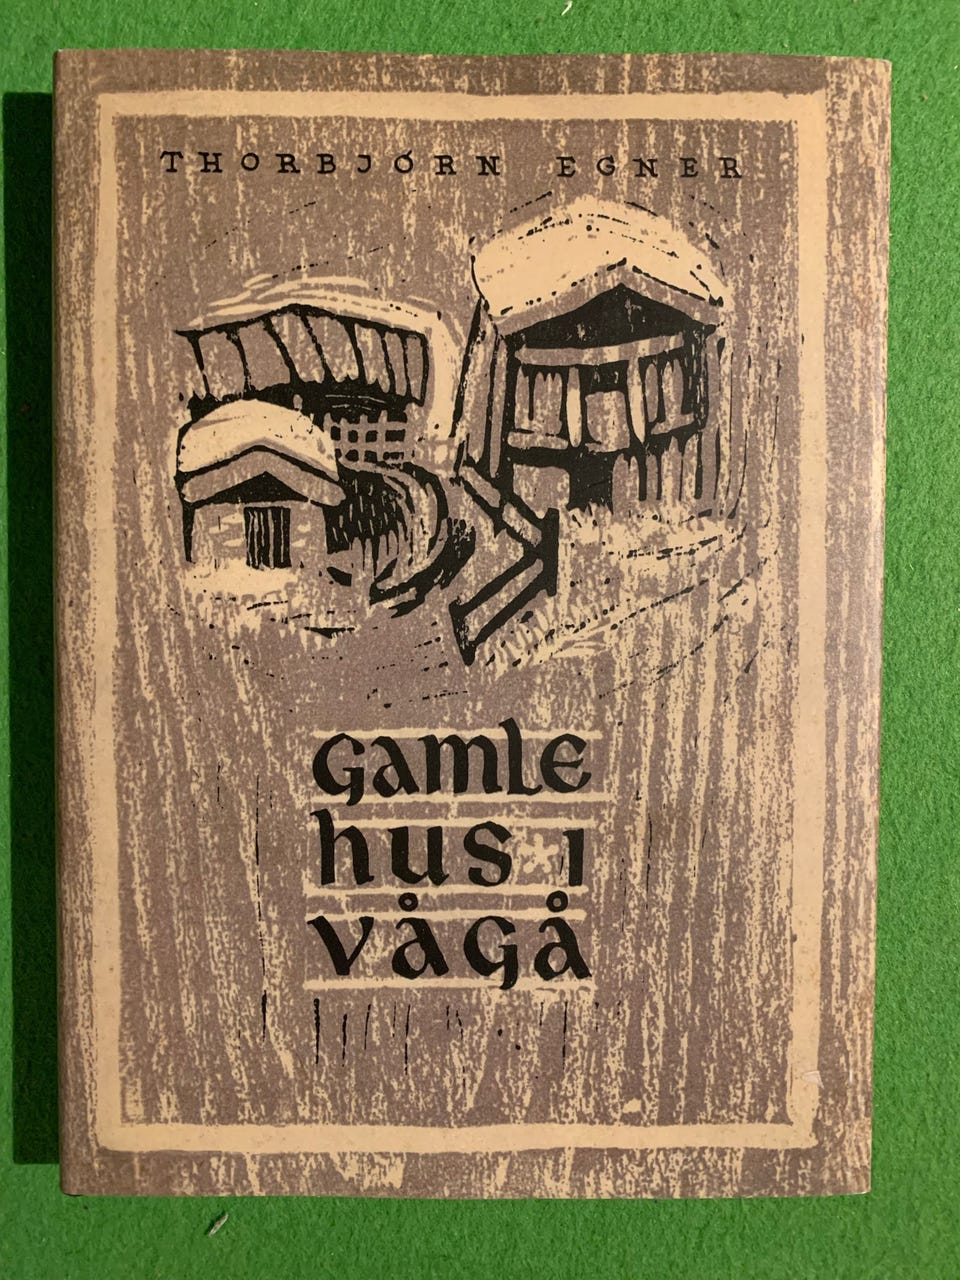 THORBJØRN EGNER
GAMLE
HUS * I
VÅGÅ